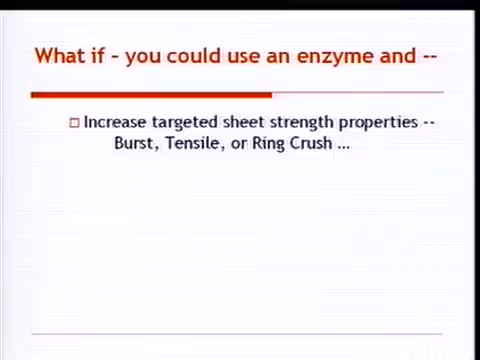 What if – you could use an enzyme and --
Increase targeted sheet strength properties --
Burst, Tensile, or Ring Crush …